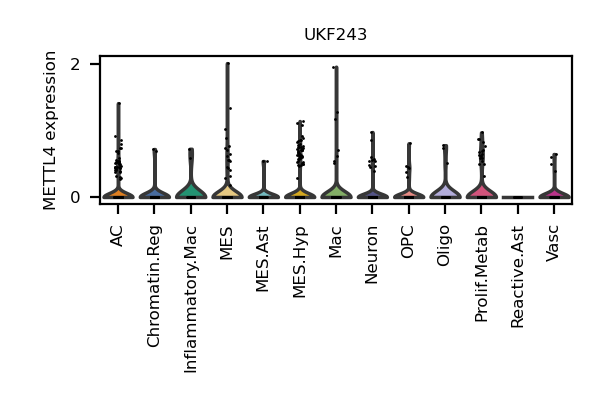 UKF243
METTL4 expression
2
0
AC
Chromatin.Reg
Inflammatory.Mac
MES
MES.Ast
MES.Hyp
Mac
Neuron
OPC
Oligo
Prolif.Metab
Reactive.Ast
Vasc